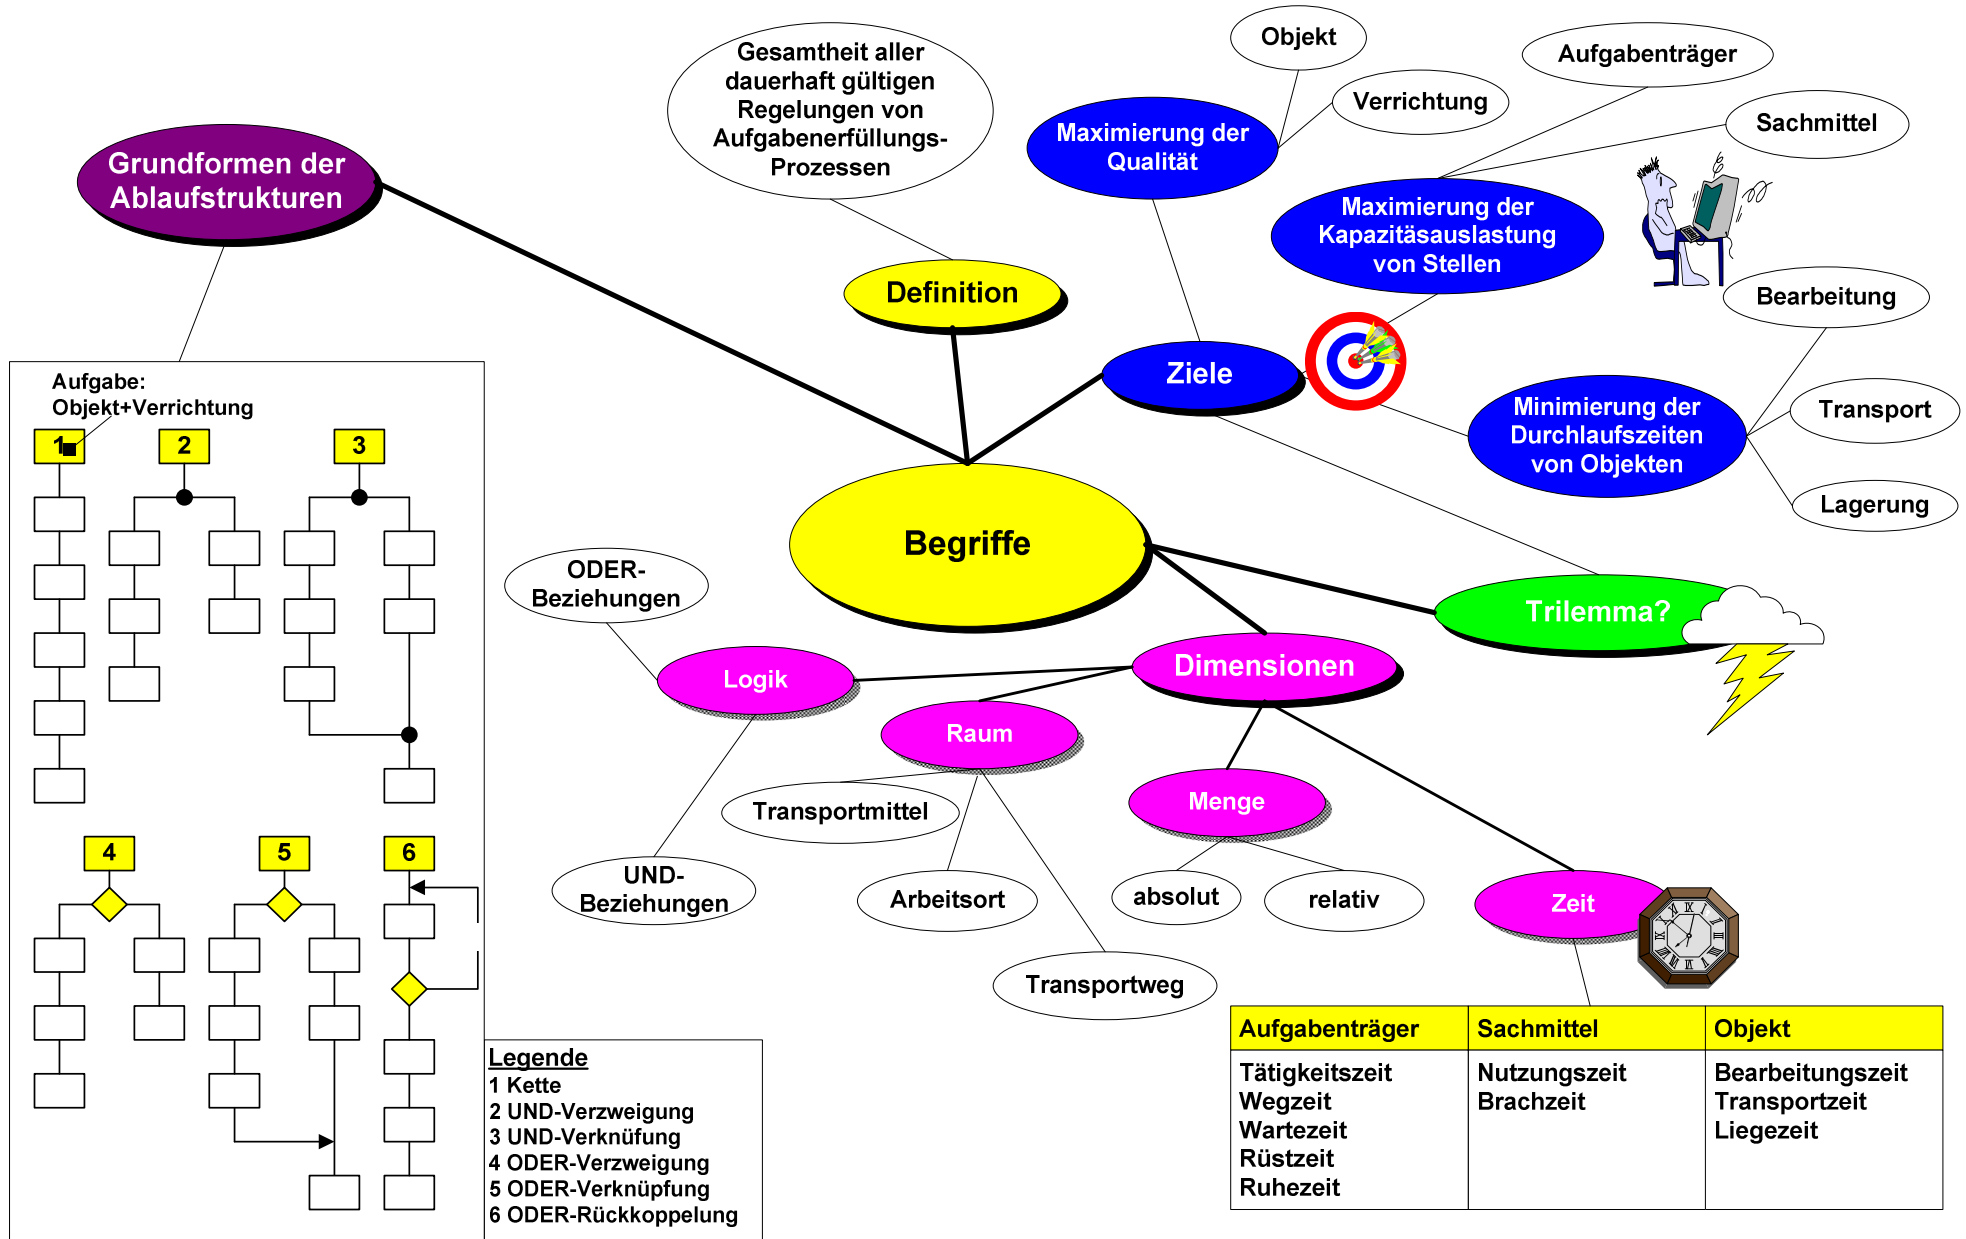 Grundformen der
Ablaufstrukturen
Gesamtheit aller
dauerhaft gültigen
Regelungen von
Aufgabenerfüllungs-
Prozessen
Definition
Objekt
Verrichtung
Maximierung der
Qualität
Aufgabenträger
Sachmittel
Maximierung der
Kapazitäsauslastung
von Stellen
Ziele
Bearbeitung
Transport
Lagerung
Minimierung der
Durchlaufszeiten
von Objekten
Begriffe
Trilemma?
Dimensionen
ODER-
Beziehungen
Logik
UND-
Beziehungen
Raum
Transportmittel
Arbeitsort
Transportweg
Menge
absolut
relativ
Zeit
Aufgabenträger
Tätigkeitszeit
Wegzeit
Wartezeit
Rüstzeit
Ruhezeit
Sachmittel
Nutzungszeit
Brachzeit
Objekt
Bearbeitungszeit
Transportzeit
Liegezeit
Aufgabe:
Objekt+Verrichtung
1
2
3
4
5
6
Legende
1 Kette
2 UND-Verzweigung
3 UND-Verknüfung
4 ODER-Verzweigung
5 ODER-Verknüpfung
6 ODER-Rückkoppelung